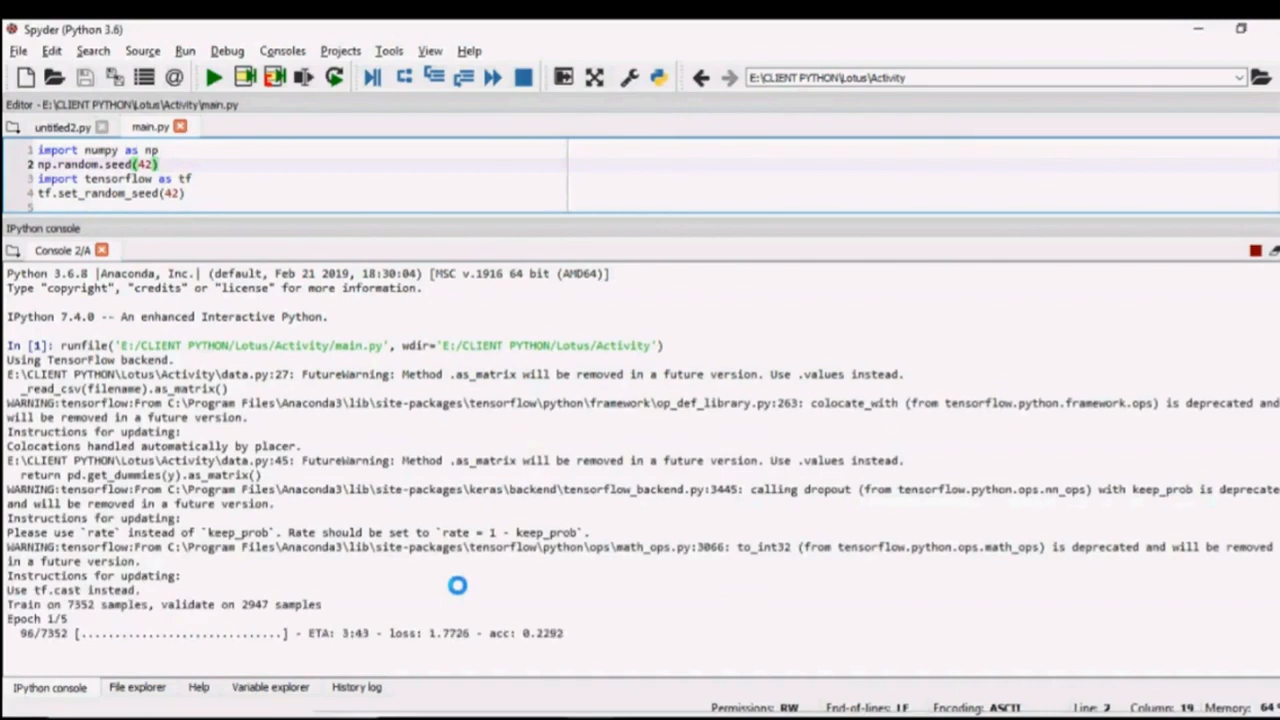 Spyder (Python 3.6)
File Edit Search Source Run Debug Consoles Projects Tools View Help
E:\CLIENT PYTHON\Lotus\Activity
Editor - E:\CLIENT PYTHON\Lotus\Activity\main.py
untitled2.py main.py
1 import numpy as np
2 np.random.seed(42)
3 import tensorflow as tf
4 tf.set_random_seed(42)
5
IPython console
Console 2/A
Python 3.6.8 |Anaconda, Inc.| (default, Feb 21 2019, 18:30:04) [MSC v.1916 64 bit (AMD64)]
Type "copyright", "credits" or "license" for more information.
IPython 7.4.0 -- An enhanced Interactive Python.
In [1]: runfile('E:/CLIENT PYTHON/Lotus/Activity/main.py', wdir='E:/CLIENT PYTHON/Lotus/Activity')
Using TensorFlow backend.
E:\CLIENT PYTHON\Lotus\Activity\data.py:27: FutureWarning: Method .as_matrix will be removed in a future version. Use .values instead.
_read_csv(filename).as_matrix()
WARNING:tensorflow:From C:\Program Files\Anaconda3\lib\site-packages\tensorflow\python\framework\op_def_library.py:263: colocate_with (from tensorflow.python.framework.ops) is deprecated and
will be removed in a future version.
Instructions for updating:
Colocations handled automatically by placer.
E:\CLIENT PYTHON\Lotus\Activity\data.py:45: FutureWarning: Method .as_matrix will be removed in a future version. Use .values instead.
return pd.get_dummies(y).as_matrix()
WARNING:tensorflow:From C:\Program Files\Anaconda3\lib\site-packages\keras\backend\tensorflow_backend.py:3445: calling dropout (from tensorflow.python.ops.nn_ops) with keep_prob is deprecate
and will be removed in a future version.
Instructions for updating:
Please use `rate` instead of `keep_prob`. Rate should be set to `rate = 1 - keep_prob`.
WARNING:tensorflow:From C:\Program Files\Anaconda3\lib\site-packages\tensorflow\python\ops\math_ops.py:3066: to_int32 (from tensorflow.python.ops.math_ops) is deprecated and will be removed
in a future version.
Instructions for updating:
Use tf.cast instead.
Train on 7352 samples, validate on 2947 samples
Epoch 1/5
96/7352 [..............................] - ETA: 3:43 - loss: 1.7726 - acc: 0.2292
IPython console File explorer Help Variable explorer History log
Permissions: RW End-of-lines: LF Encoding: ASCII Line: 2 Column: 19 Memory: 64